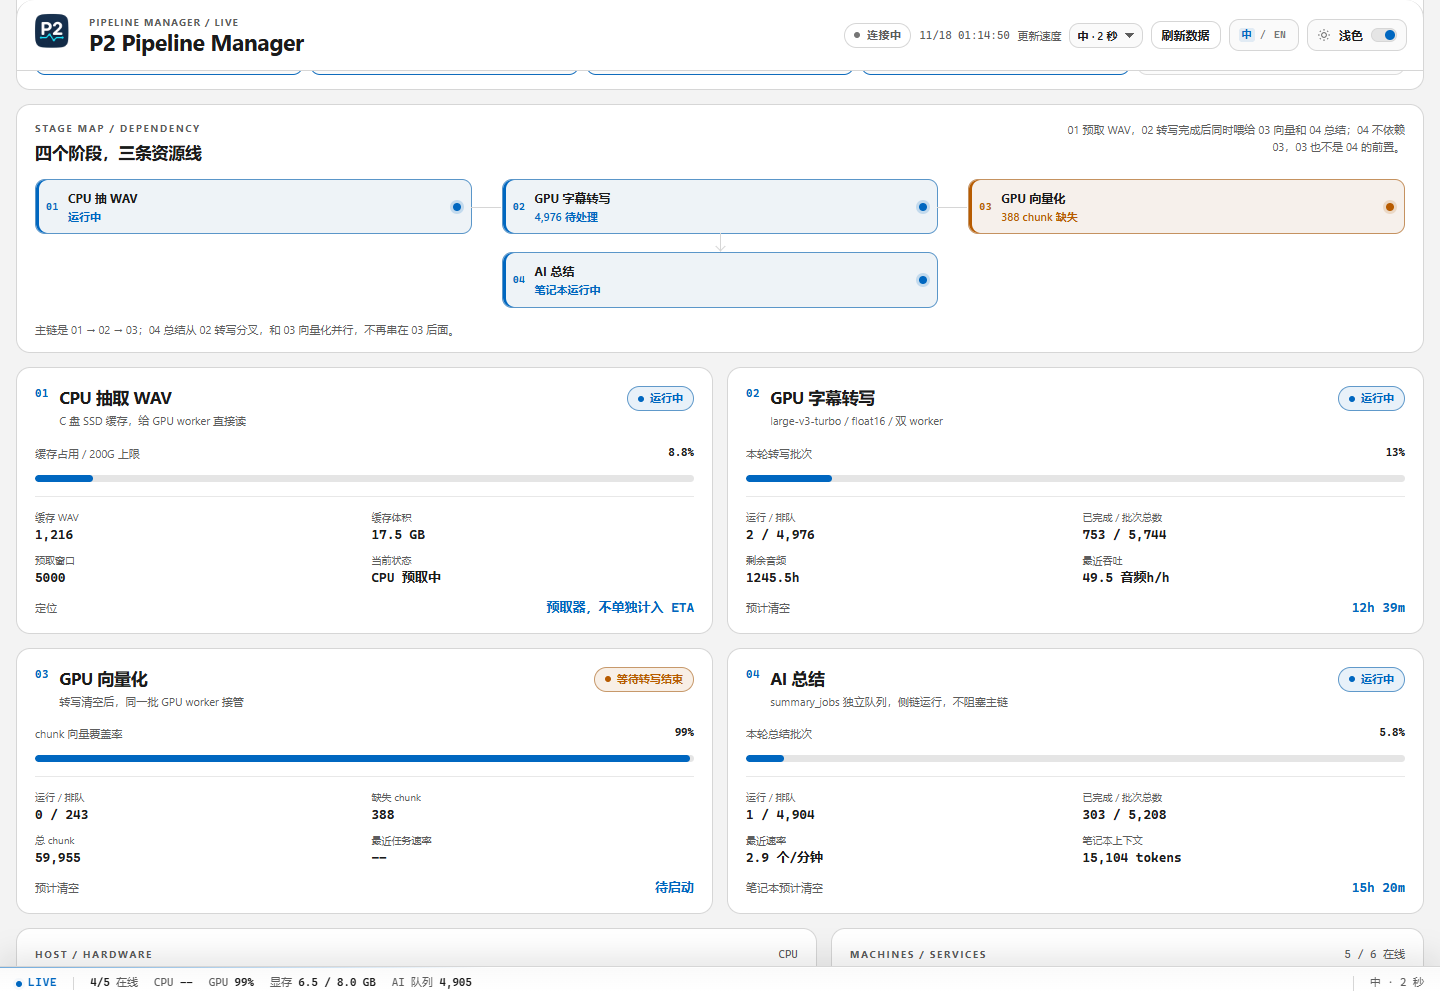 P2
PIPELINE MANAGER / LIVE
P2 Pipeline Manager
连接中
11/18 01:14:50
更新速度
中 · 2 秒
刷新数据
中 / EN
浅色
STAGE MAP / DEPENDENCY
四个阶段，三条资源线
01 预取 WAV，02 转写完成后同时喂给 03 向量和 04 总结；04 不依赖
03，03 也不是 04 的前置。
01 CPU 抽 WAV
运行中
02 GPU 字幕转写
4,976 待处理
03 GPU 向量化
388 chunk 缺失
04 AI 总结
笔记本运行中
主链是 01 → 02 → 03；04 总结从 02 转写分叉，和 03 向量化并行，不再串在 03 后面。
01 CPU 抽取 WAV
运行中
C 盘 SSD 缓存，给 GPU worker 直接读
缓存占用 / 200G 上限
8.8%
缓存 WAV
1,216
缓存体积
17.5 GB
预取窗口
5000
当前状态
CPU 预取中
定位
预取器，不单独计入 ETA
02 GPU 字幕转写
运行中
large-v3-turbo / float16 / 双 worker
本轮转写批次
13%
运行 / 排队
2 / 4,976
已完成 / 批次总数
753 / 5,744
剩余音频
1245.5h
最近吞吐
49.5 音频h/h
预计清空
12h 39m
03 GPU 向量化
等待转写结束
转写清空后，同一批 GPU worker 接管
chunk 向量覆盖率
99%
运行 / 排队
0 / 243
缺失 chunk
388
总 chunk
59,955
最近任务速率
——
预计清空
待启动
04 AI 总结
运行中
summary_jobs 独立队列，侧链运行，不阻塞主链
本轮总结批次
5.8%
运行 / 排队
1 / 4,904
已完成 / 批次总数
303 / 5,208
最近速率
2.9 个/分钟
笔记本上下文
15,104 tokens
笔记本预计清空
15h 20m
HOST / HARDWARE
CPU
MACHINES / SERVICES
5 / 6 在线
LIVE
4/5 在线
CPU ——
GPU 99%
显存 6.5 / 8.0 GB
AI 队列 4,905
中 · 2 秒